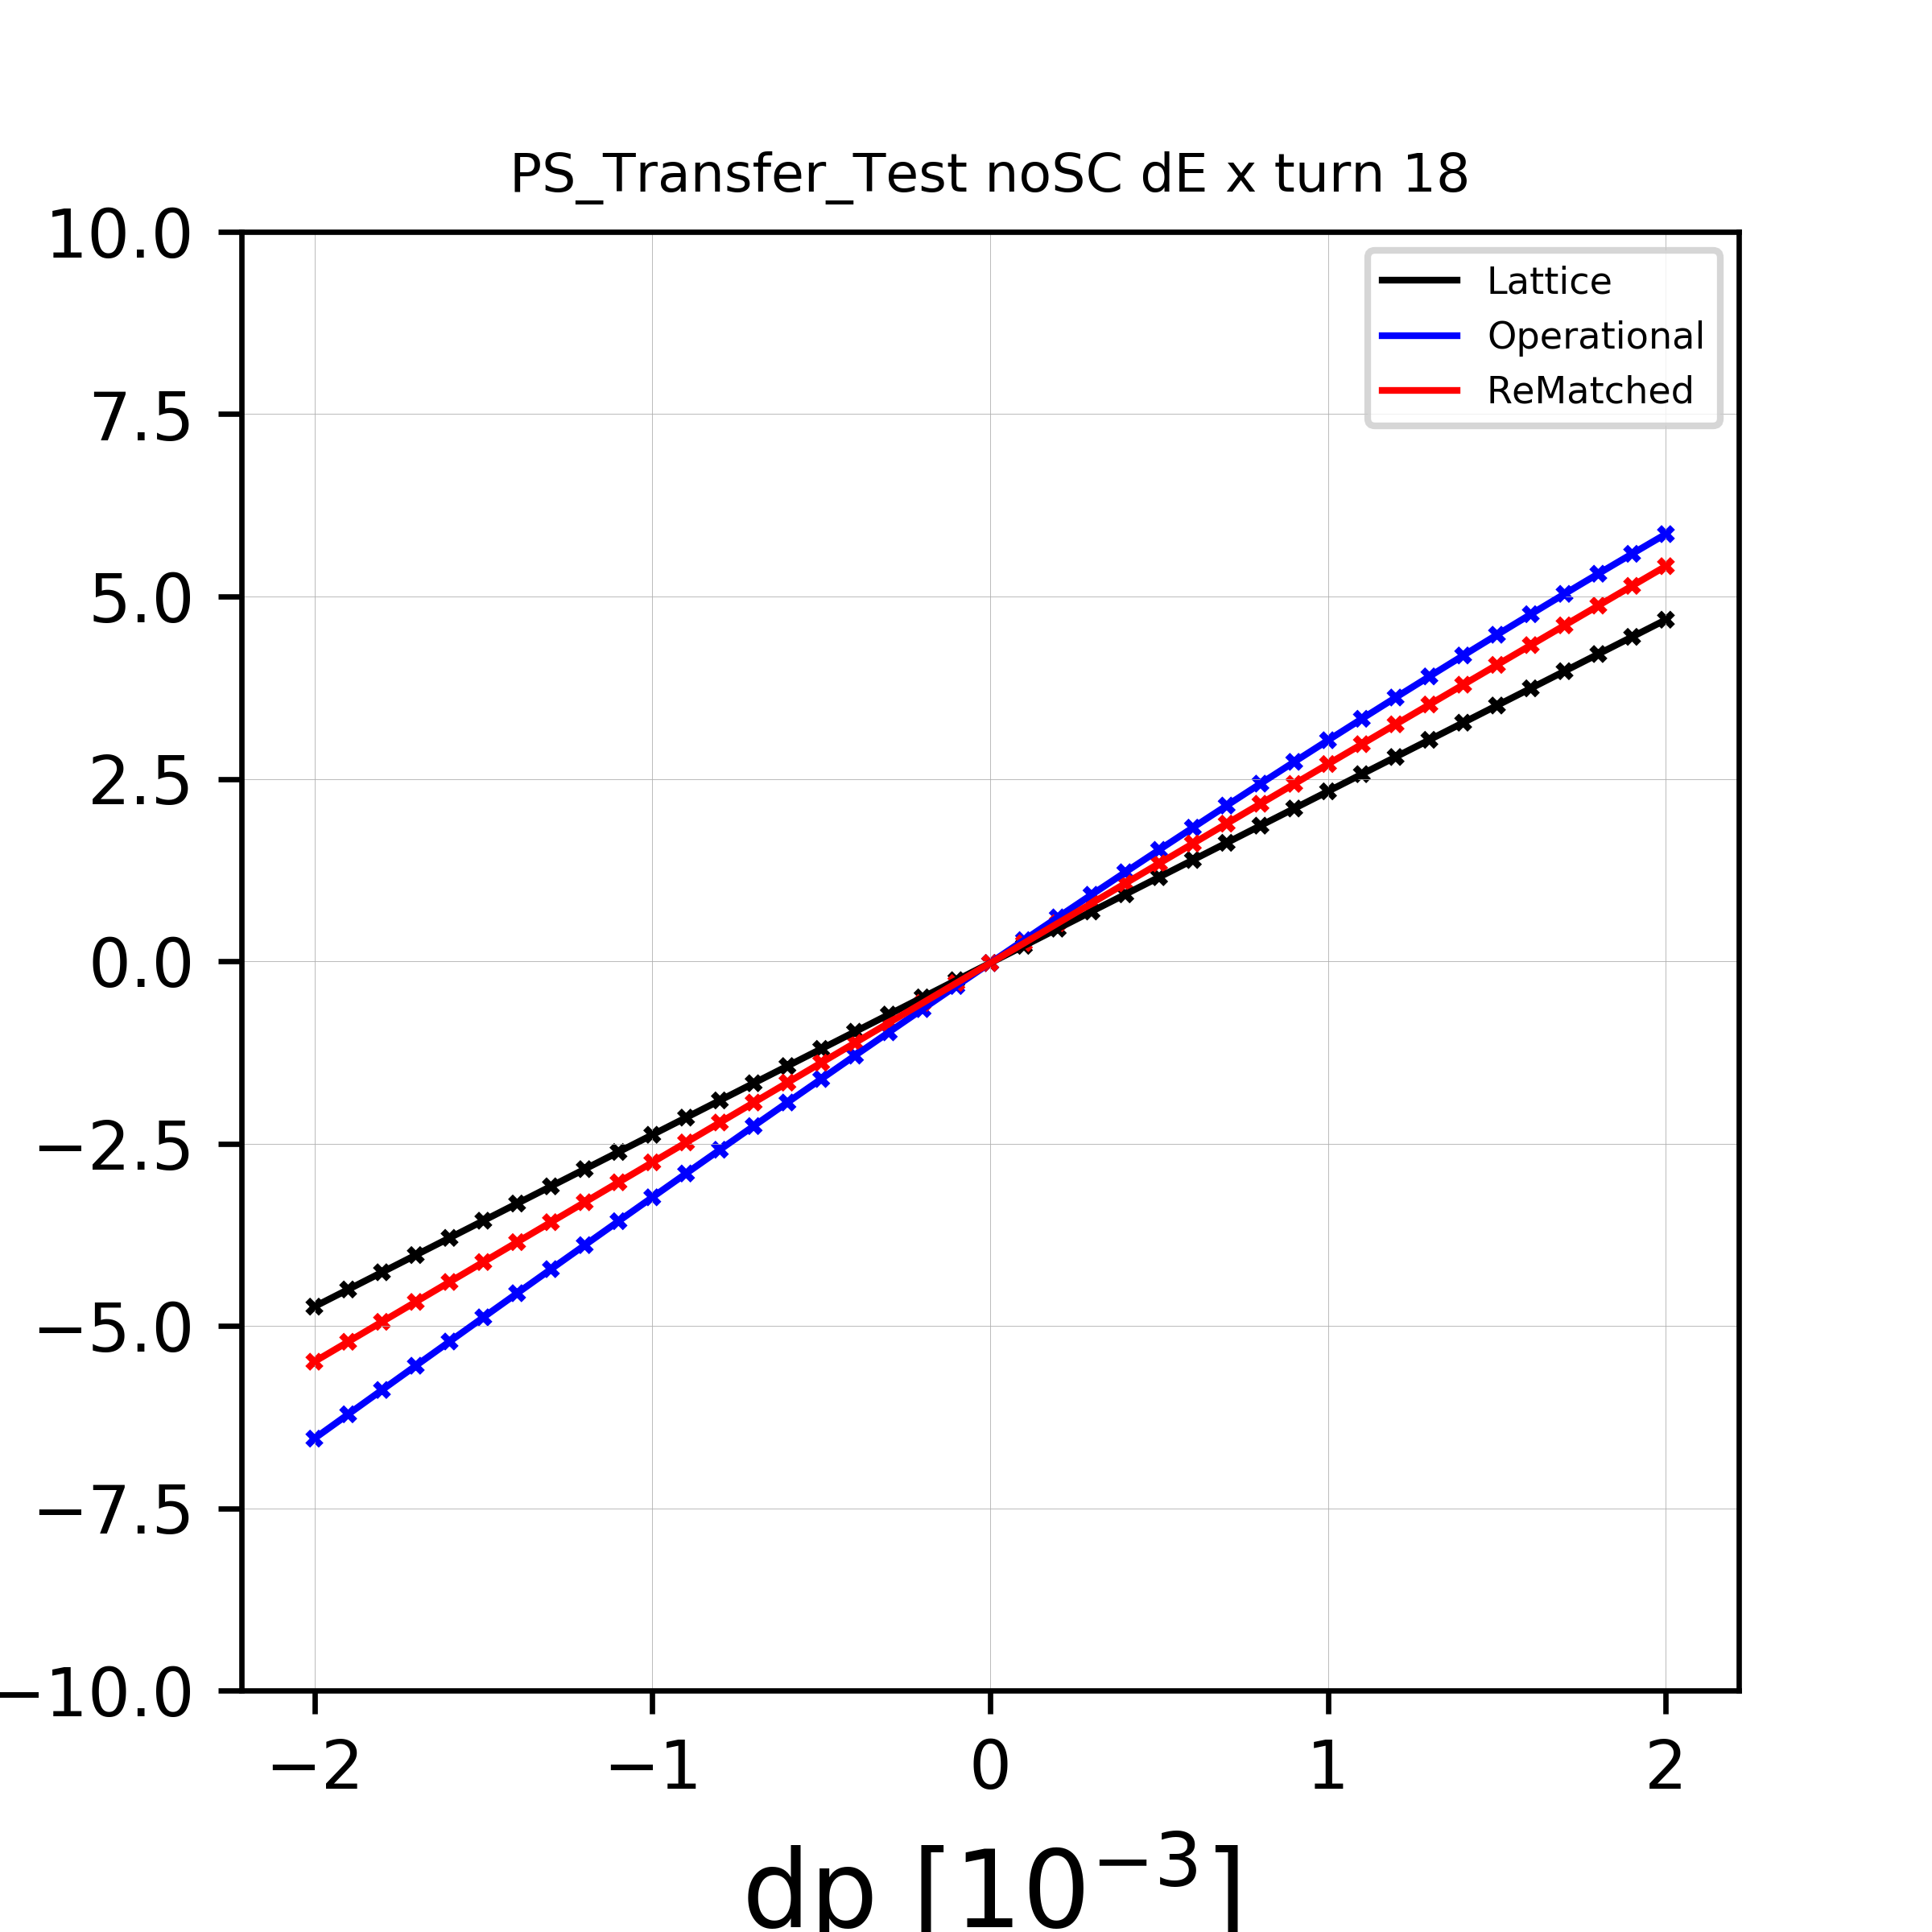 PS_Transfer_Test noSC dE x turn 18
10.0
7.5
5.0
2.5
0.0
−2.5
−5.0
−7.5
−10.0
Lattice
Operational
ReMatched
−2 −1 0 1 2
dp [10⁻³]